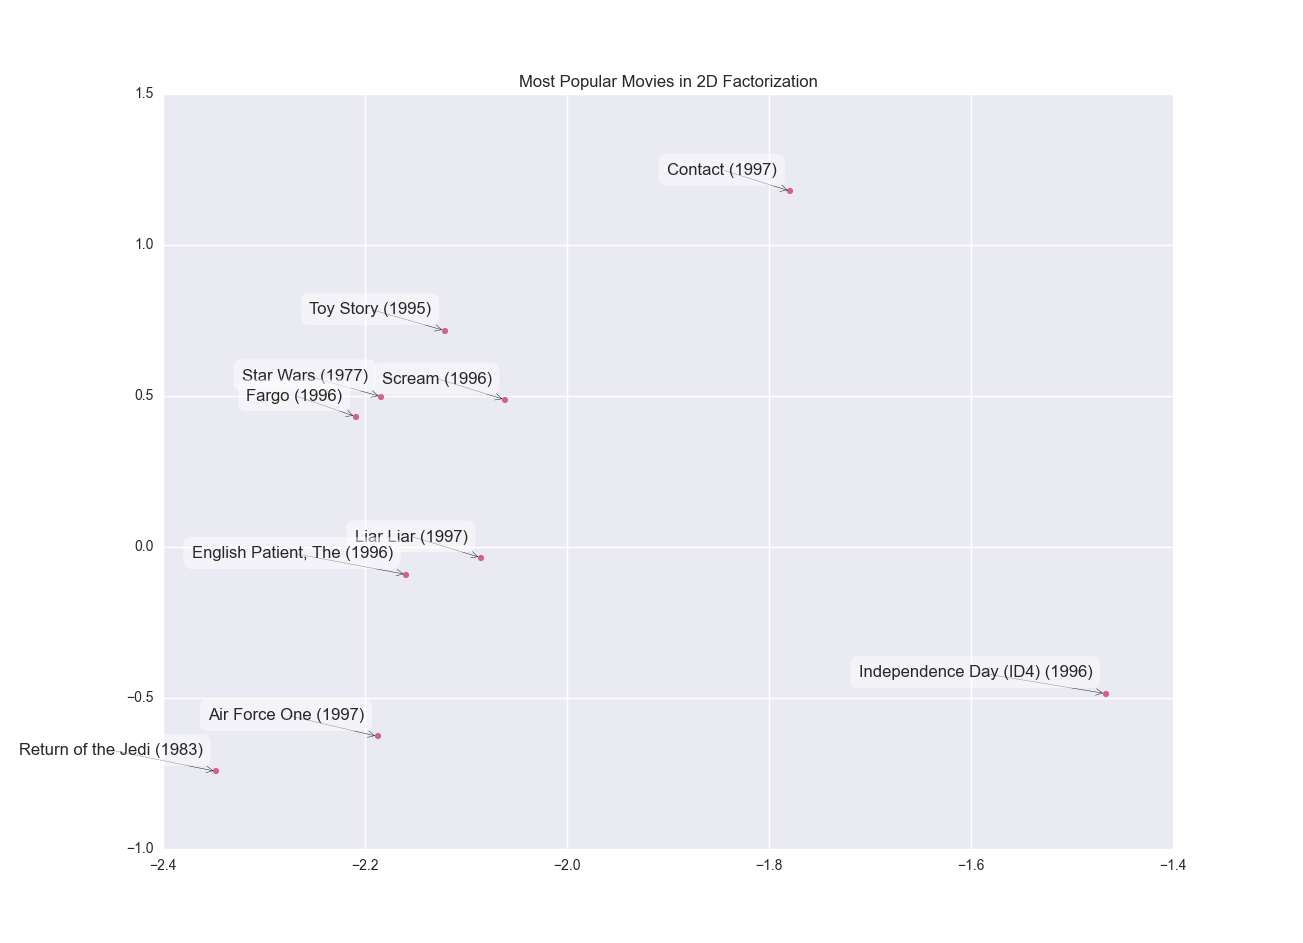 Most Popular Movies in 2D Factorization
1.5
Contact (1997)
1.0
Toy Story (1995)
Star Wars (1977)
Scream (1996)
Fargo (1996)
0.5
Liar Liar (1997)
0.0
English Patient, The (1996)
Independence Day (ID4) (1996)
−0.5
Air Force One (1997)
Return of the Jedi (1983)
−1.0
−2.4 −2.2 −2.0 −1.8 −1.6 −1.4